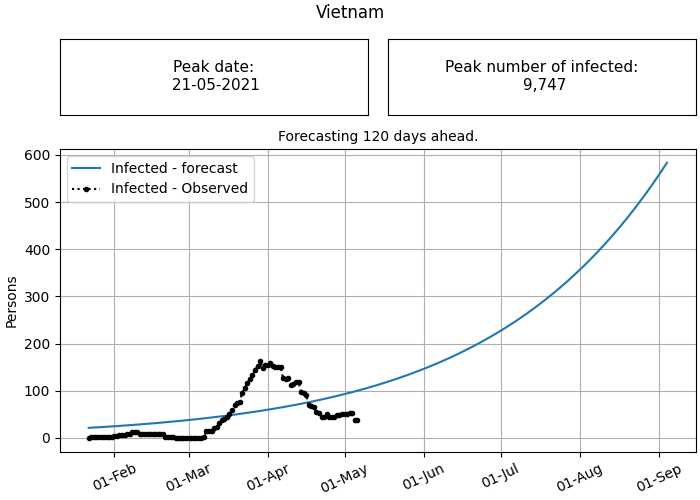 Vietnam
Peak date:
21-05-2021
Peak number of infected:
9,747
Forecasting 120 days ahead.
Infected - forecast
Infected - Observed
Persons
600
500
400
300
200
100
0
01-Feb
01-Mar
01-Apr
01-May
01-Jun
01-Jul
01-Aug
01-Sep